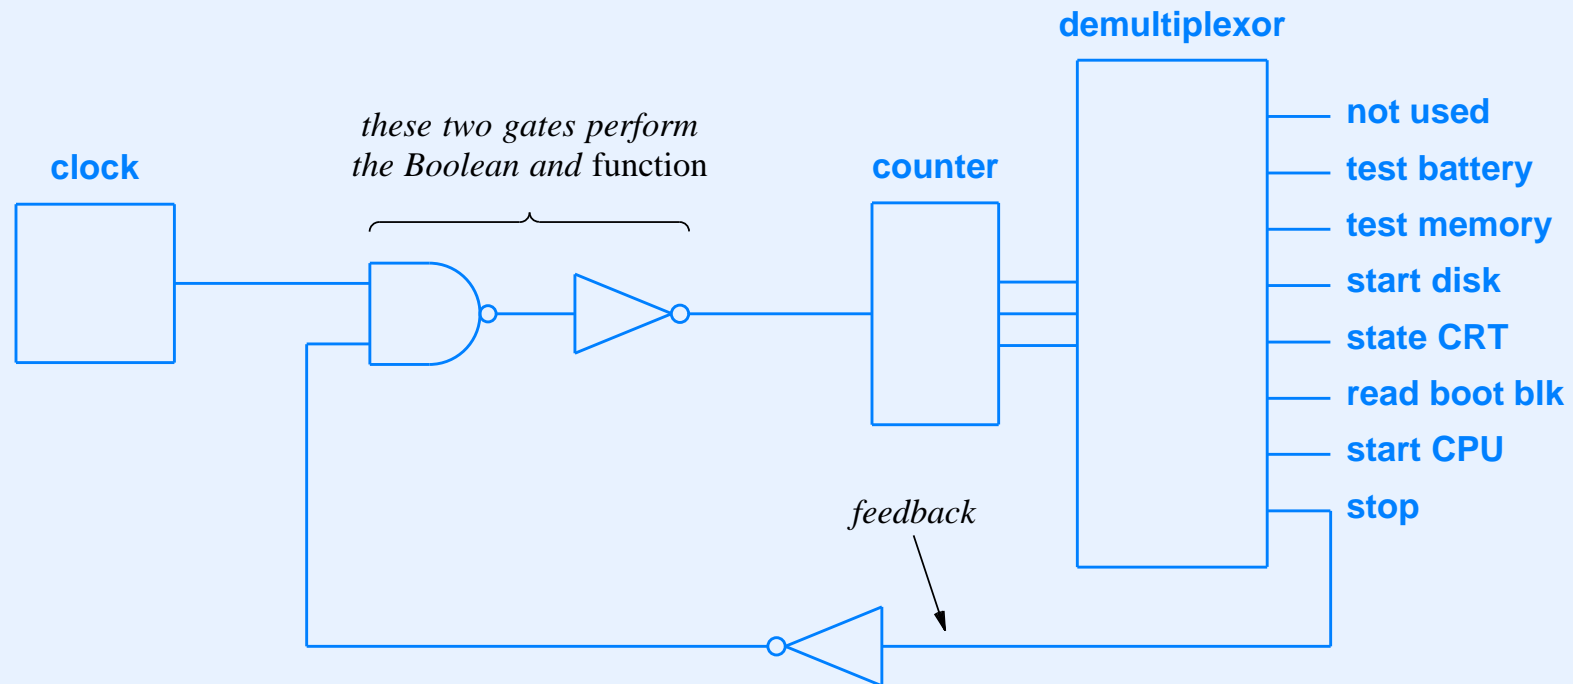 demultiplexor
these two gates perform
the Boolean and function
clock
counter
not used
test battery
test memory
start disk
state CRT
read boot blk
start CPU
stop
feedback